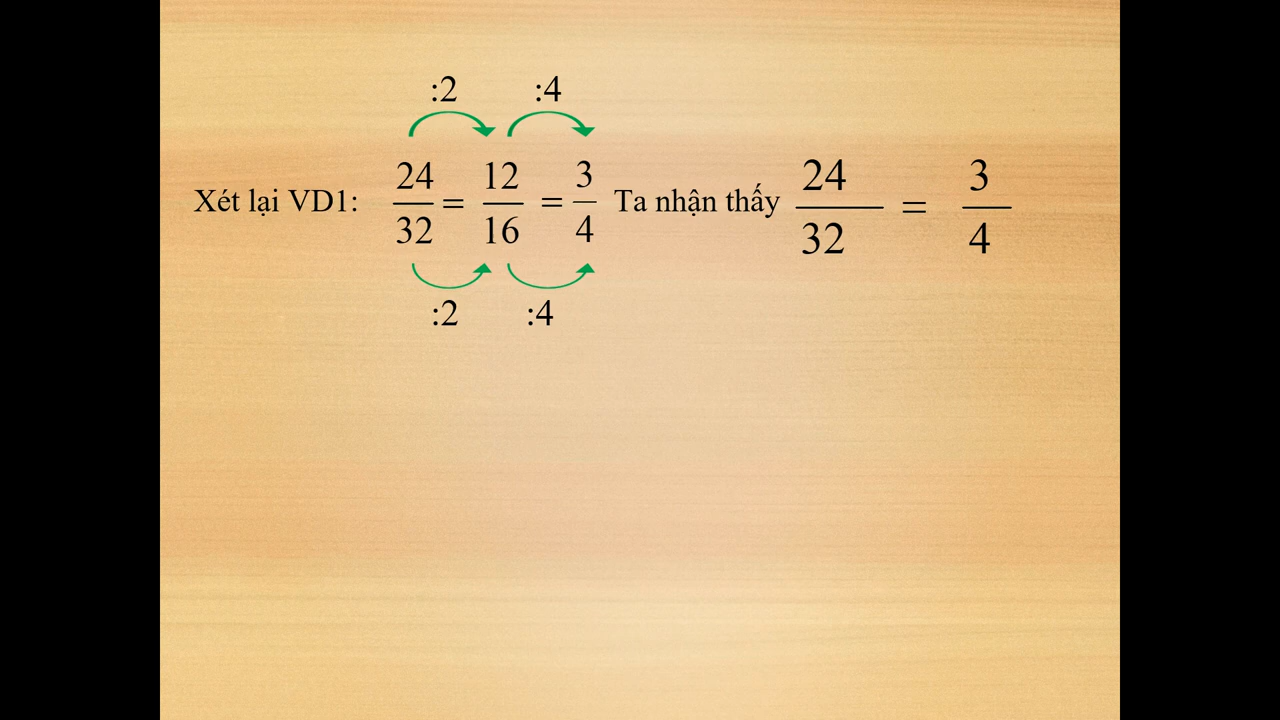 :2 :4
Xét lại VD1: 24/32 = 12/16 = 3/4 Ta nhận thấy 24/32 = 3/4
:2 :4